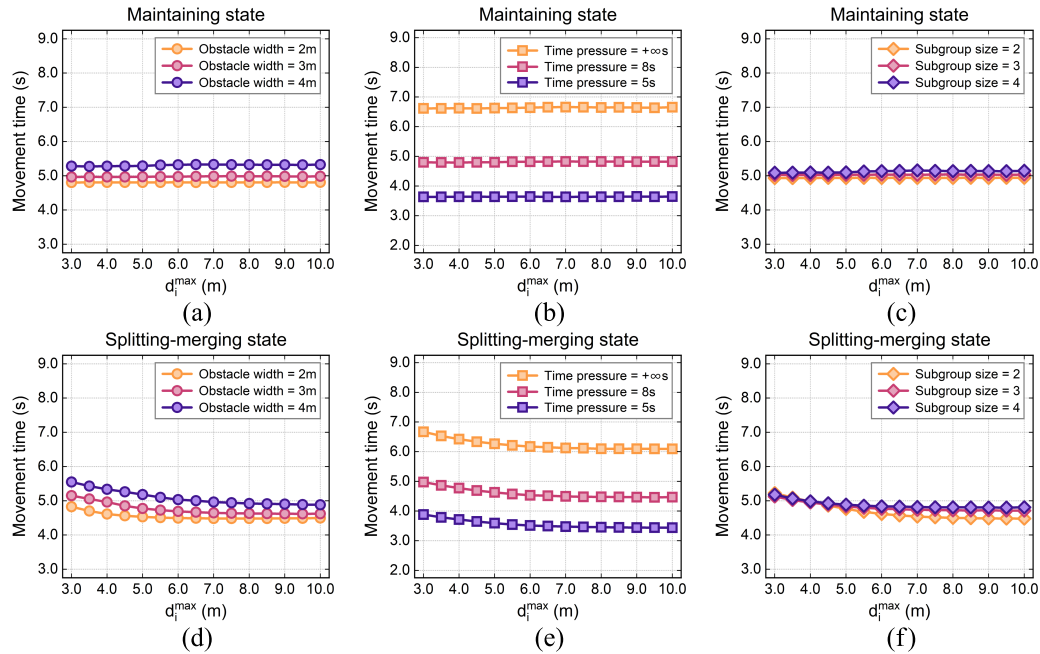 Maintaining state
Movement time (s)
9.0
8.0
7.0
6.0
5.0
4.0
3.0
Obstacle width = 2m
Obstacle width = 3m
Obstacle width = 4m
3.0 4.0 5.0 6.0 7.0 8.0 9.0 10.0
d_i^max (m)
(a)
Maintaining state
Movement time (s)
9.0
8.0
7.0
6.0
5.0
4.0
3.0
2.0
Time pressure = +∞s
Time pressure = 8s
Time pressure = 5s
3.0 4.0 5.0 6.0 7.0 8.0 9.0 10.0
d_i^max (m)
(b)
Maintaining state
Movement time (s)
9.0
8.0
7.0
6.0
5.0
4.0
3.0
Subgroup size = 2
Subgroup size = 3
Subgroup size = 4
3.0 4.0 5.0 6.0 7.0 8.0 9.0 10.0
d_i^max (m)
(c)
Splitting-merging state
Movement time (s)
9.0
8.0
7.0
6.0
5.0
4.0
3.0
Obstacle width = 2m
Obstacle width = 3m
Obstacle width = 4m
3.0 4.0 5.0 6.0 7.0 8.0 9.0 10.0
d_i^max (m)
(d)
Splitting-merging state
Movement time (s)
9.0
8.0
7.0
6.0
5.0
4.0
3.0
2.0
Time pressure = +∞s
Time pressure = 8s
Time pressure = 5s
3.0 4.0 5.0 6.0 7.0 8.0 9.0 10.0
d_i^max (m)
(e)
Splitting-merging state
Movement time (s)
9.0
8.0
7.0
6.0
5.0
4.0
3.0
Subgroup size = 2
Subgroup size = 3
Subgroup size = 4
3.0 4.0 5.0 6.0 7.0 8.0 9.0 10.0
d_i^max (m)
(f)